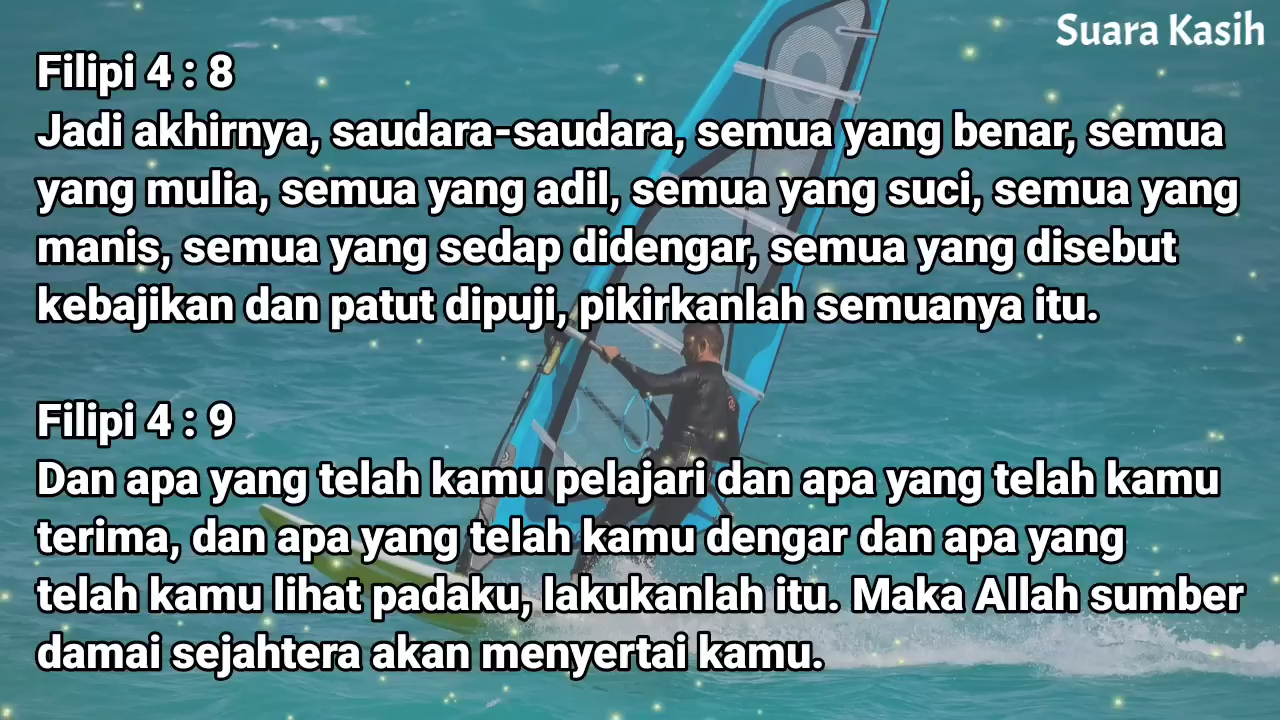 Suara Kasih
Filipi 4 : 8
Jadi akhirnya, saudara-saudara, semua yang benar, semua
yang mulia, semua yang adil, semua yang suci, semua yang
manis, semua yang sedap didengar, semua yang disebut
kebajikan dan patut dipuji, pikirkanlah semuanya itu.
Filipi 4 : 9
Dan apa yang telah kamu pelajari dan apa yang telah kamu
terima, dan apa yang telah kamu dengar dan apa yang
telah kamu lihat padaku, lakukanlah itu. Maka Allah sumber
damai sejahtera akan menyertai kamu.